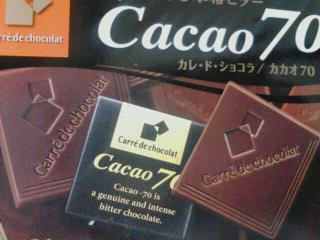 Carré de chocolat
Cacao 70
カレ・ド・ショコラ/カカオ70
Carré de chocolat
Carré de chocolat
Cacao 70
Cacao -70 is
a genuine and intense
bitter chocolate.
Carré de chocolat